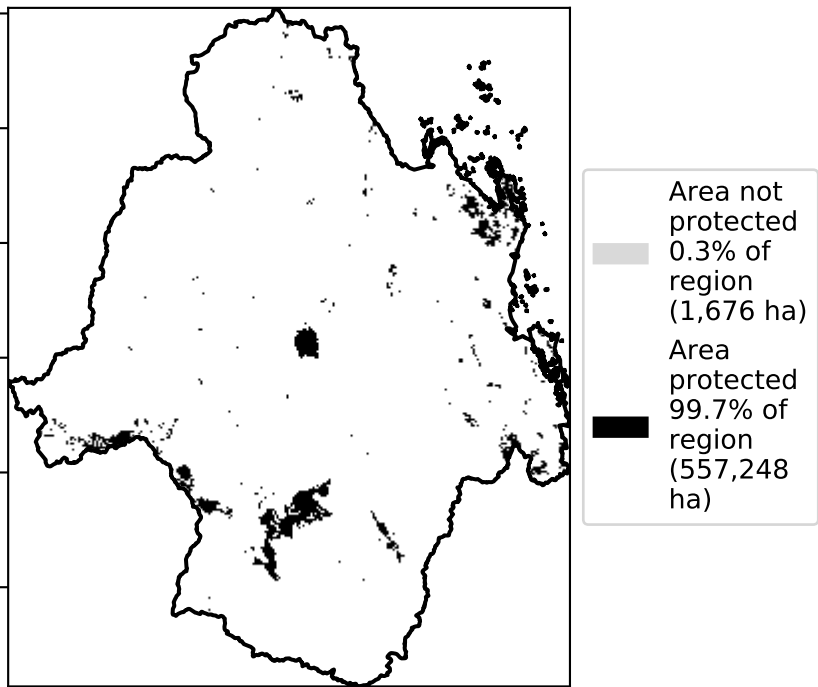 Area not
protected
0.3% of
region
(1,676 ha)
Area
protected
99.7% of
region
(557,248
ha)